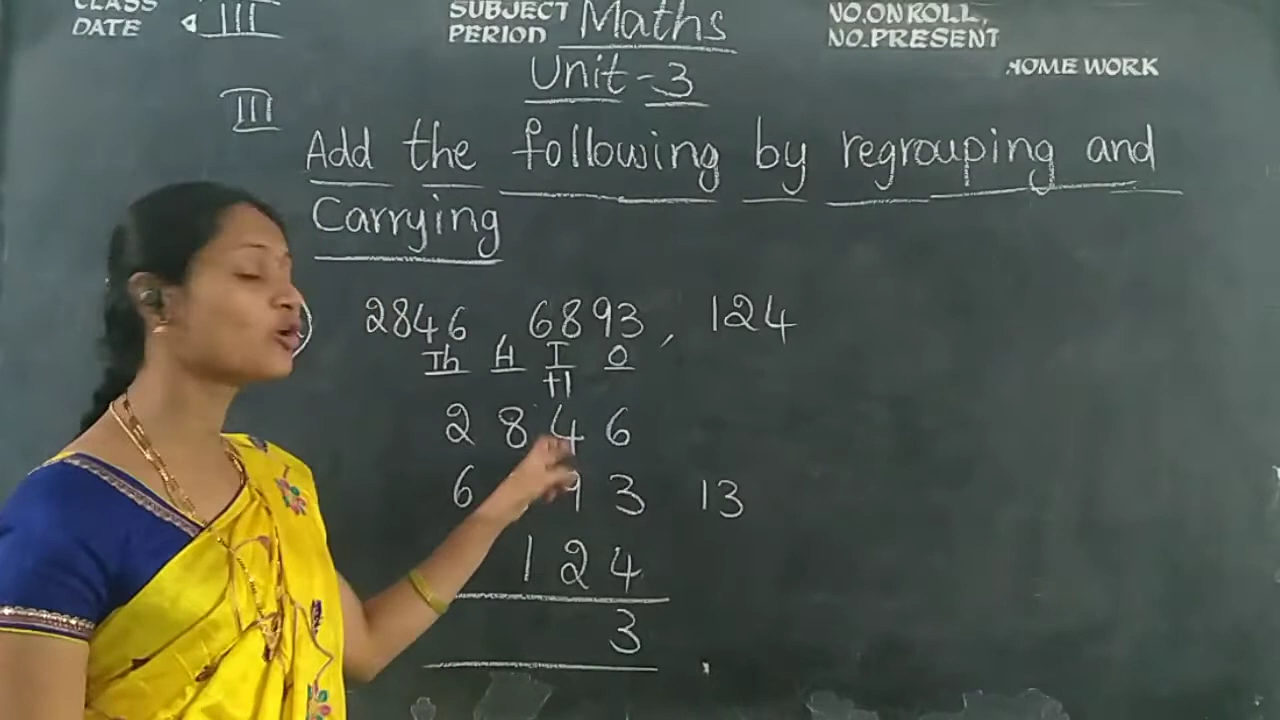 CLASS III
DATE
SUBJECT Maths
PERIOD
NO.ON ROLL,
NO.PRESENT
HOME WORK
Unit-3
III
Add the following by regrouping and
Carrying
) 2846 , 6893 , 124
Th H T O
+1
2 8 4 6
6 9 3 13
1 2 4
3